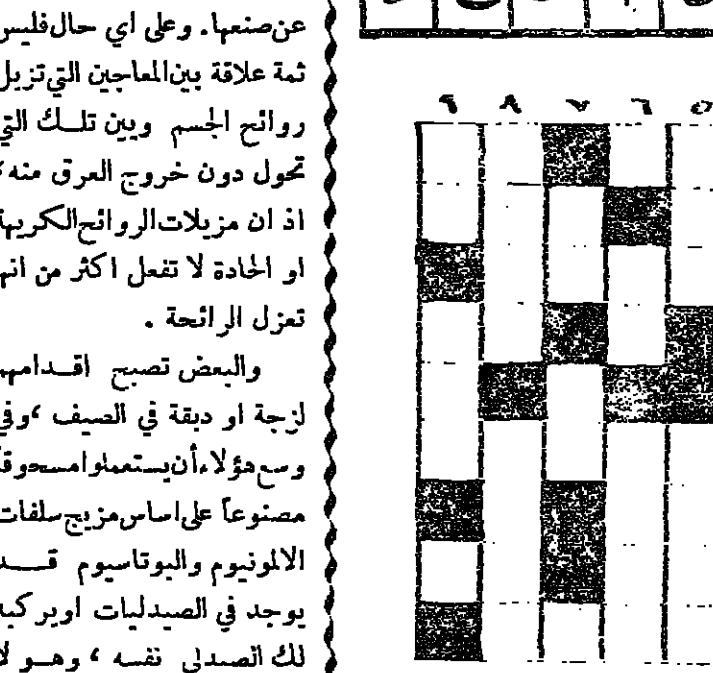 عن صنعها. وعلى اي حال فليس
ثمة علاقة بين المعاجين التي تزيل
روائح الجسم وبين تلك التي
تحول دون خروج العرق منه،
اذ ان مزيلات الروائح الكريهة
او الحادة لا تفعل اكثر من انها
تعزل الرائحة .
والبعض تصبح اقدامهم
لزجة او دبقة في الصيف ، وفي
وسع هؤلاء أن يستعملوا مسحوقاً
مصنوعاً على اساس مزيج سلفات
الالمونيوم والبوتاسيوم قد
يوجد في الصيدليات او يركبه
لك الصيدلي نفسه ، وهو لا
٩ ٨ ٧ ٦ ٥